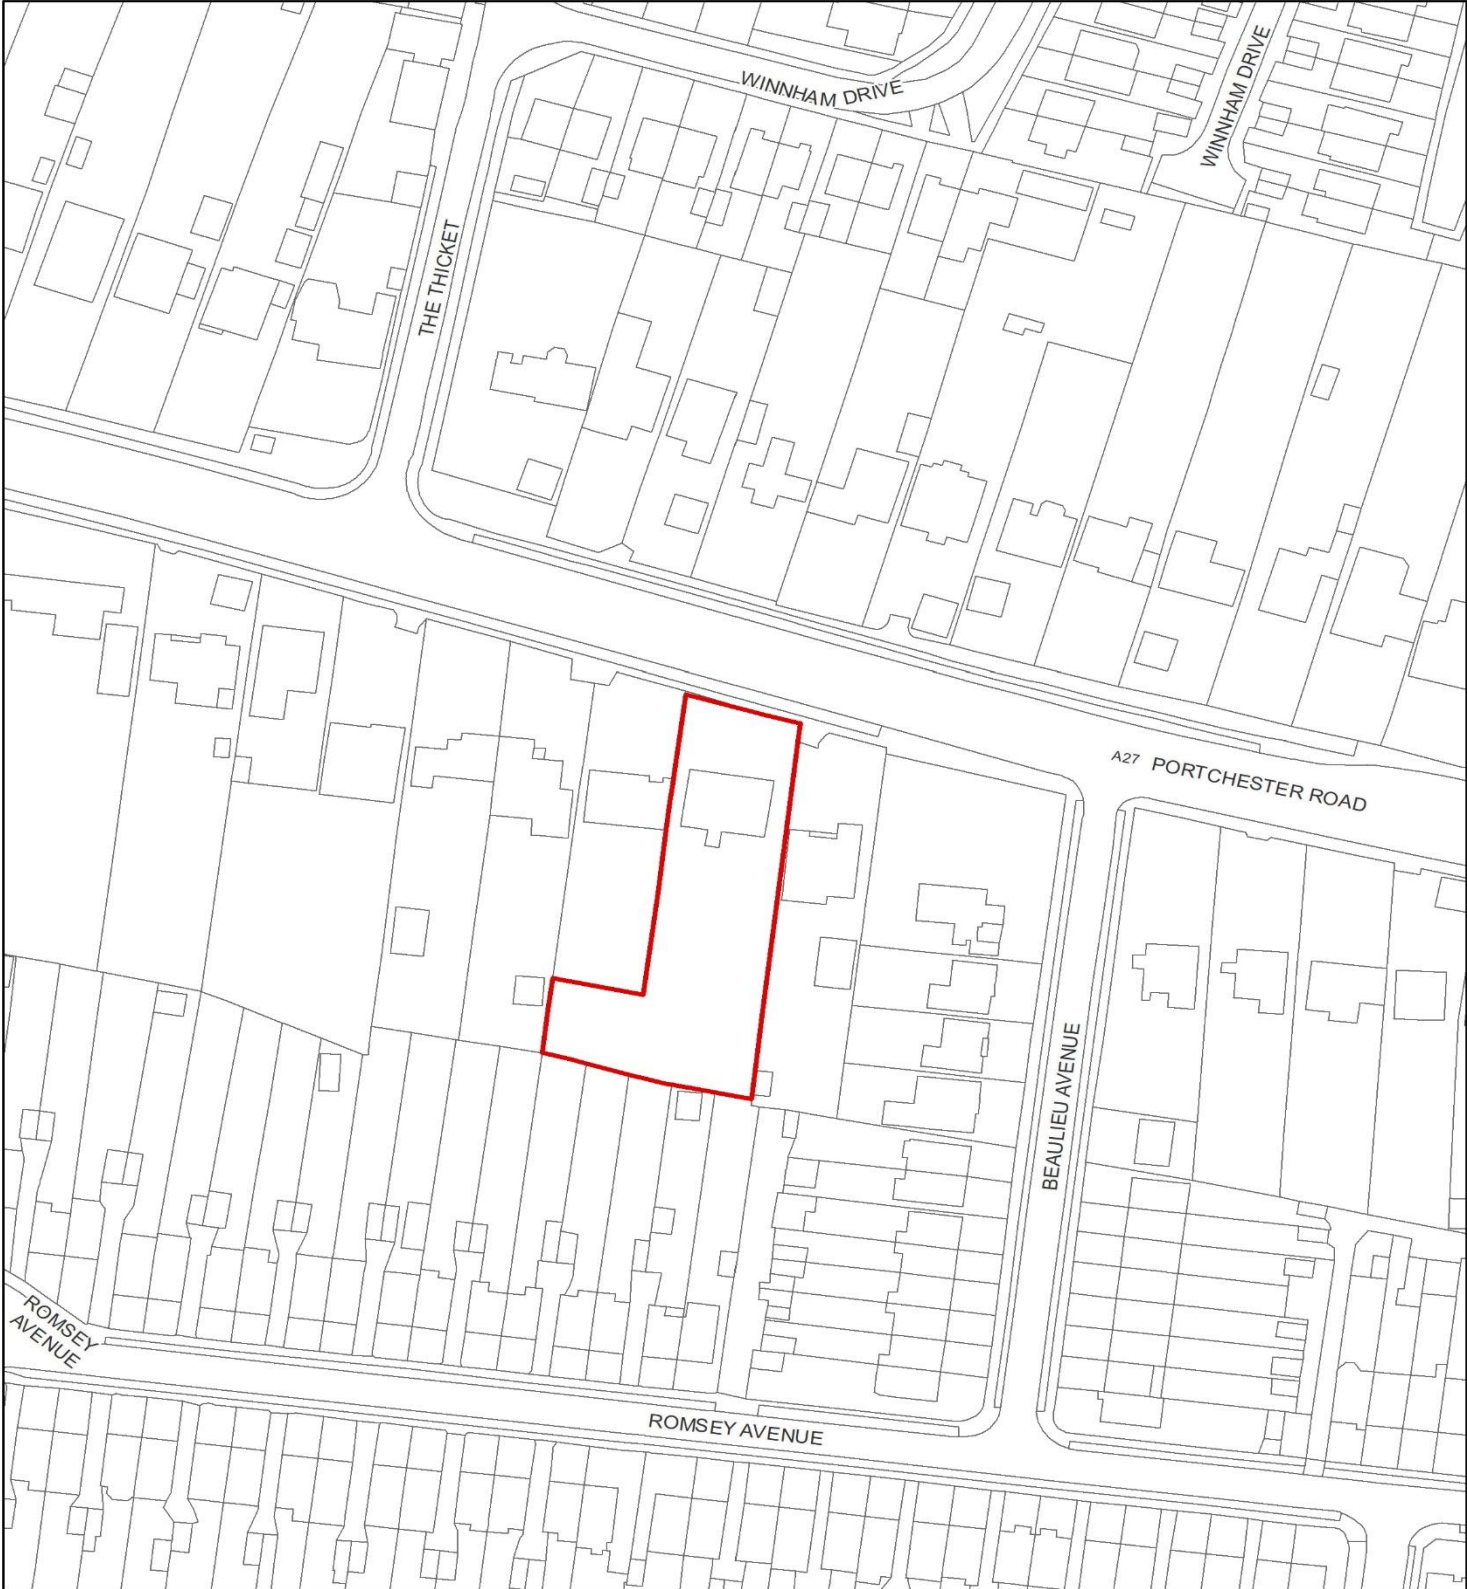 WINNHAM DRIVE
WINNHAM DRIVE
THE THICKET
A27 PORTCHESTER ROAD
BEAULIEU AVENUE
ROMSEY
AVENUE
ROMSEY AVENUE